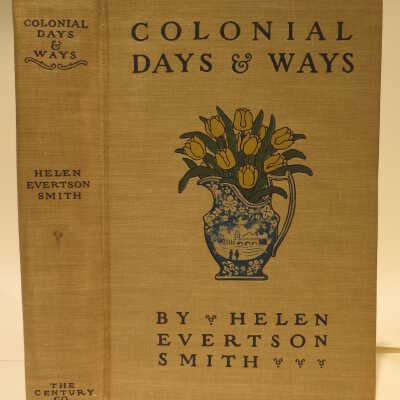 COLONIAL
DAYS
&
WAYS
HELEN
EVERTSON
SMITH
THE
CENTURY
CO
COLONIAL
DAYS & WAYS
BY HELEN
EVERTSON
SMITH